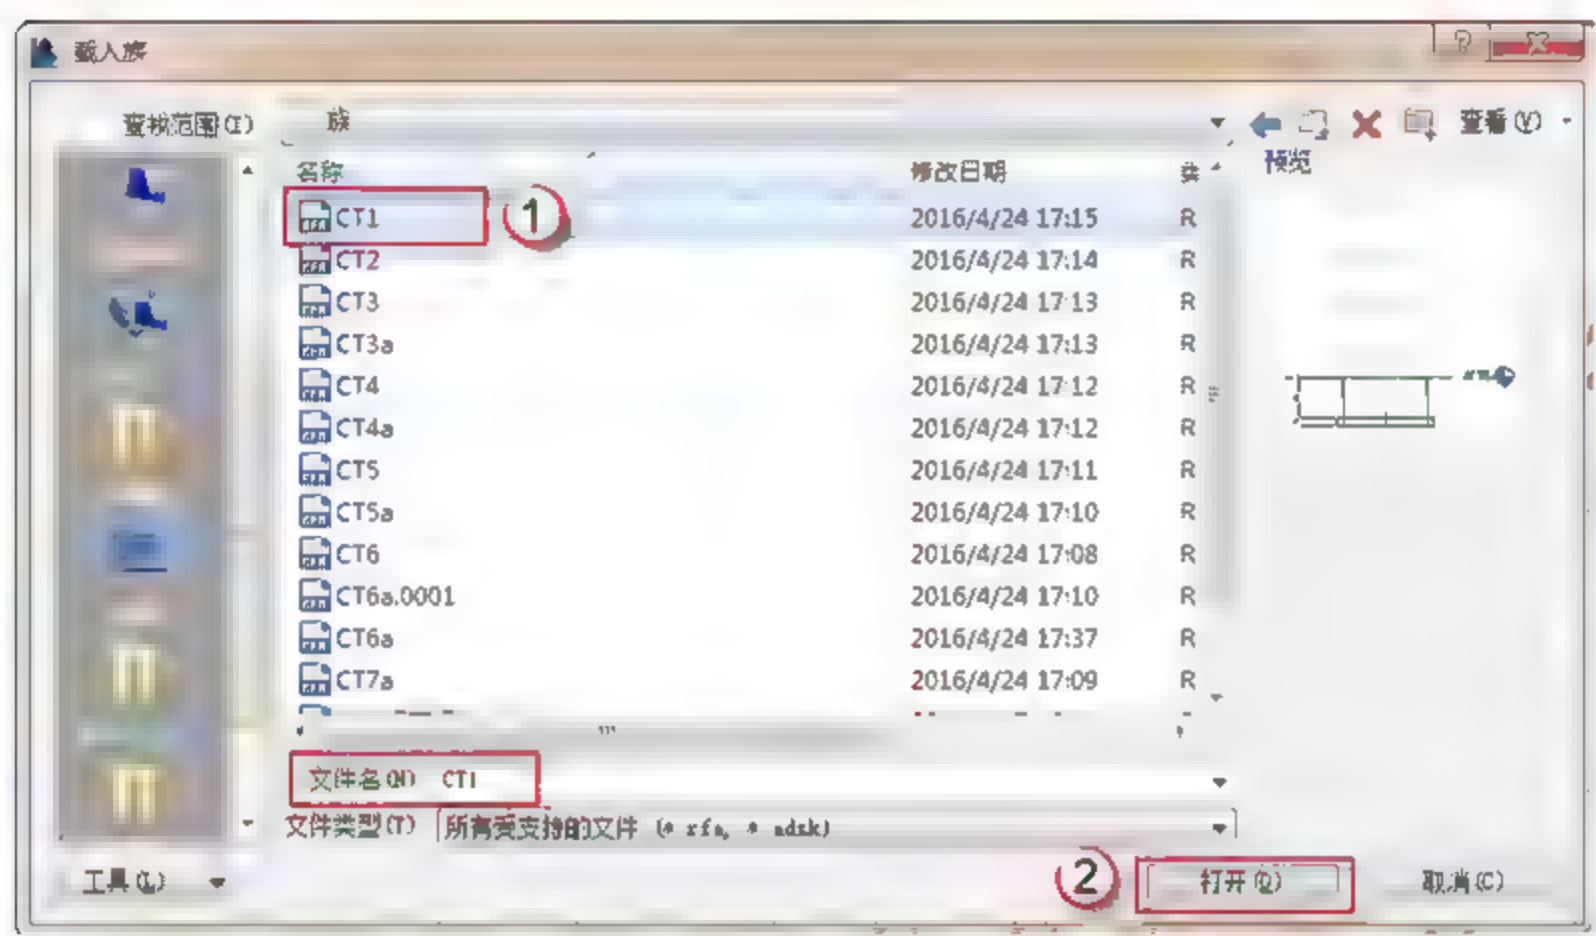 载入族
查找范围(I) 族 查看(V)
名称 修改日期 类 预览
CT1 ① 2016/4/24 17:15 R
CT2 2016/4/24 17:14 R
CT3 2016/4/24 17:13 R
CT3a 2016/4/24 17:13 R
CT4 2016/4/24 17:12 R
CT4a 2016/4/24 17:12 R
CT5 2016/4/24 17:11 R
CT5a 2016/4/24 17:10 R
CT6 2016/4/24 17:08 R
CT6a.0001 2016/4/24 17:10 R
CT6a 2016/4/24 17:37 R
CT7a 2016/4/24 17:09 R
文件名(N) CT1
文件类型(T) 所有受支持的文件 (*.rfa, *.adsk)
工具(L) ② 打开(O) 取消(C)